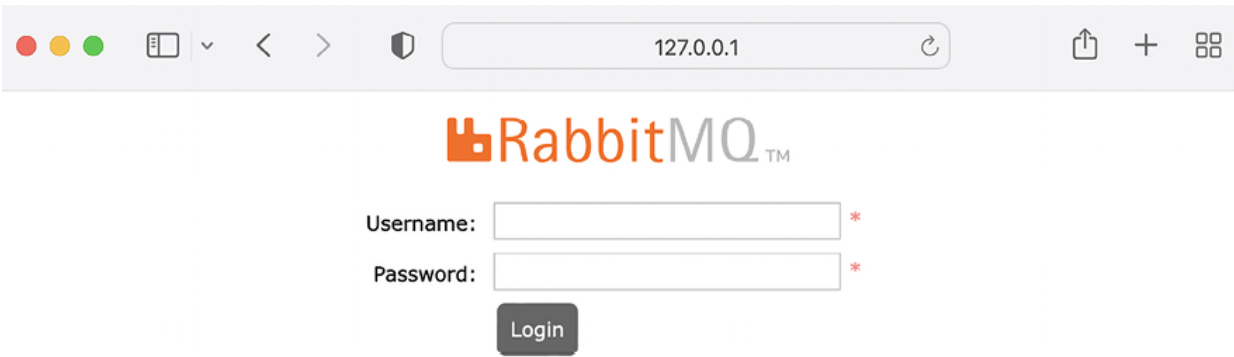 127.0.0.1
RabbitMQ™
Username: *
Password: *
Login